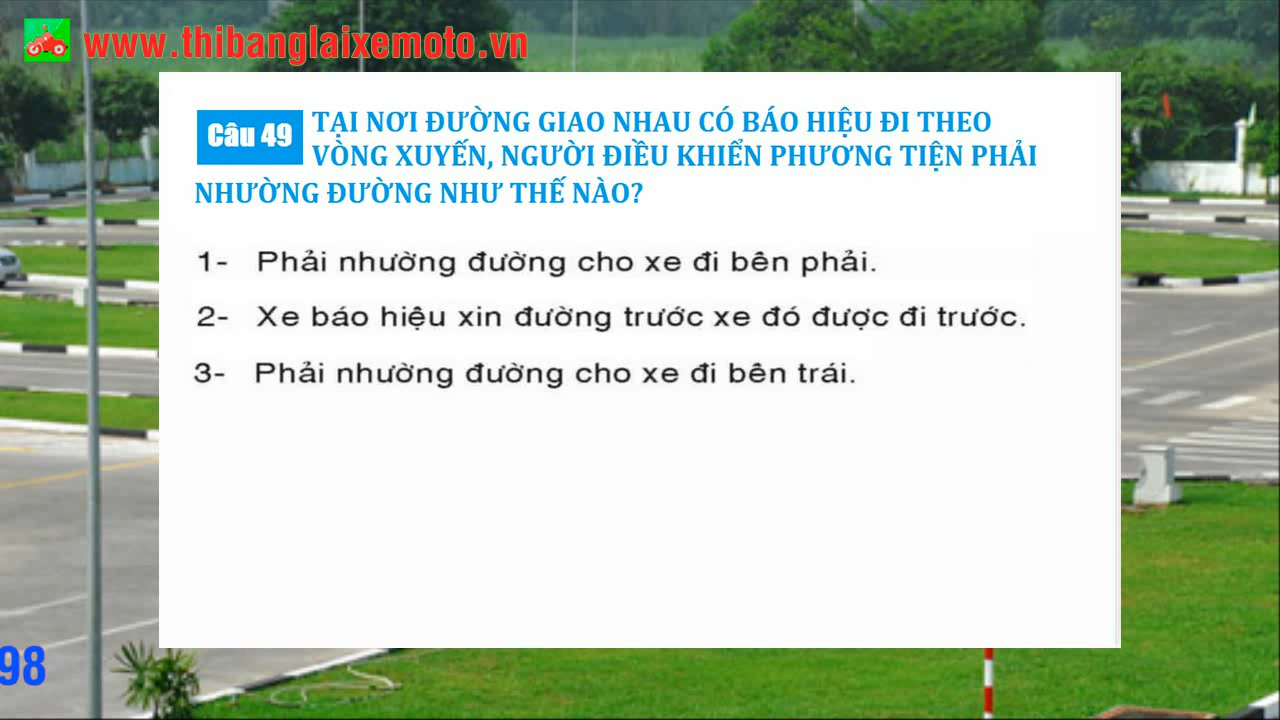 www.thibanglaixemoto.vn
Câu 49 TẠI NƠI ĐƯỜNG GIAO NHAU CÓ BÁO HIỆU ĐI THEO
VÒNG XUYẾN, NGƯỜI ĐIỀU KHIỂN PHƯƠNG TIỆN PHẢI
NHƯỜNG ĐƯỜNG NHƯ THẾ NÀO?
1- Phải nhường đường cho xe đi bên phải.
2- Xe báo hiệu xin đường trước xe đó được đi trước.
3- Phải nhường đường cho xe đi bên trái.
98